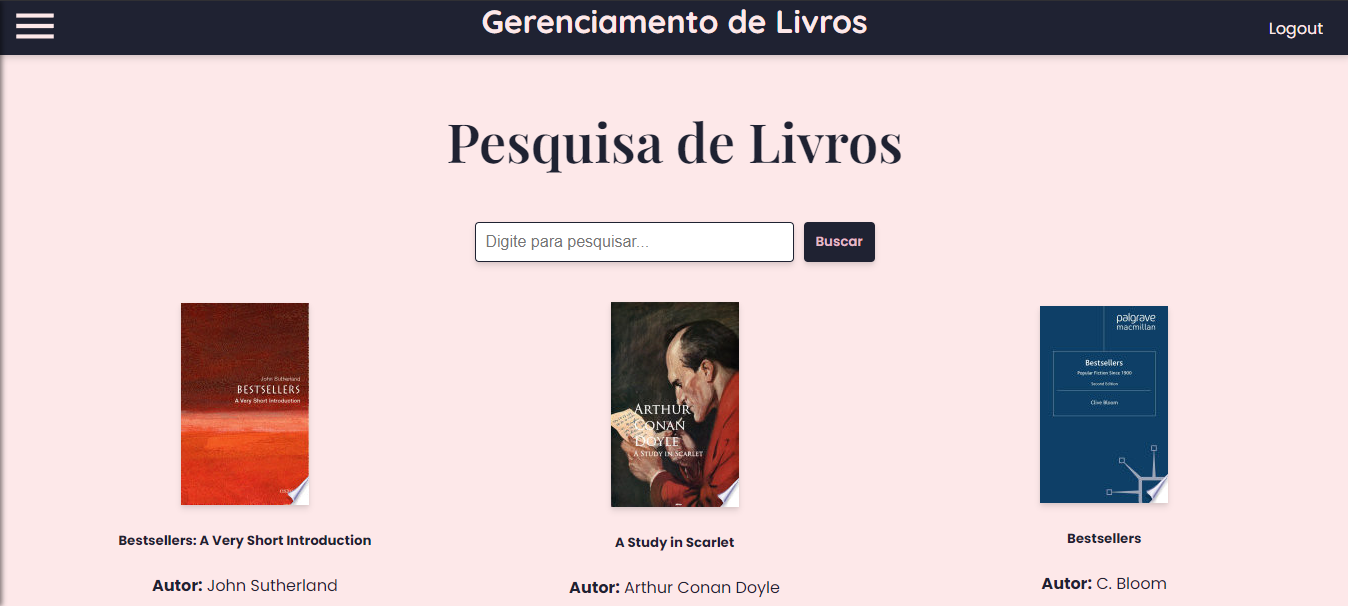 Gerenciamento de Livros
Logout
Pesquisa de Livros
Digite para pesquisar...
Buscar
John Sutherland
BESTSELLERS
A Very Short Introduction
ARTHUR
CONAN
DOYLE
A STUDY IN SCARLET
palgrave
macmillan
Bestsellers
Popular Fiction Since 1900
Second Edition
Clive Bloom
Bestsellers: A Very Short Introduction
Autor: John Sutherland
A Study in Scarlet
Autor: Arthur Conan Doyle
Bestsellers
Autor: C. Bloom